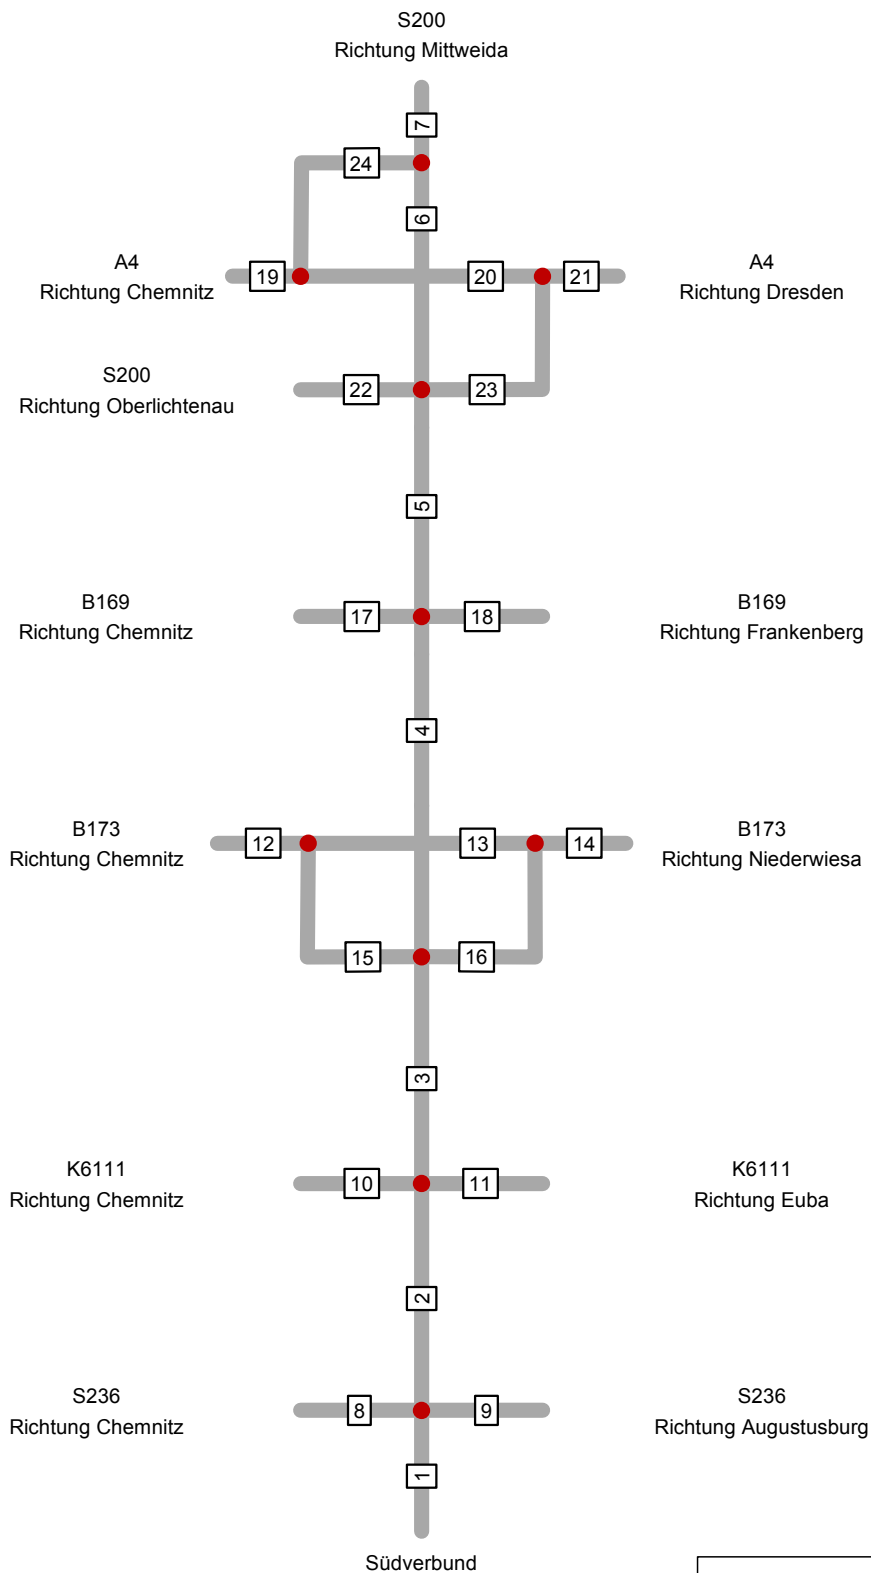 S200
Richtung Mittweida
7
24
6
A4
Richtung Chemnitz
19
20
21
A4
Richtung Dresden
S200
Richtung Oberlichtenau
22
23
5
B169
Richtung Chemnitz
17
18
B169
Richtung Frankenberg
4
B173
Richtung Chemnitz
12
13
14
B173
Richtung Niederwiesa
15
16
3
K6111
Richtung Chemnitz
10
11
K6111
Richtung Euba
2
S236
Richtung Chemnitz
8
9
S236
Richtung Augustusburg
1
Südverbund